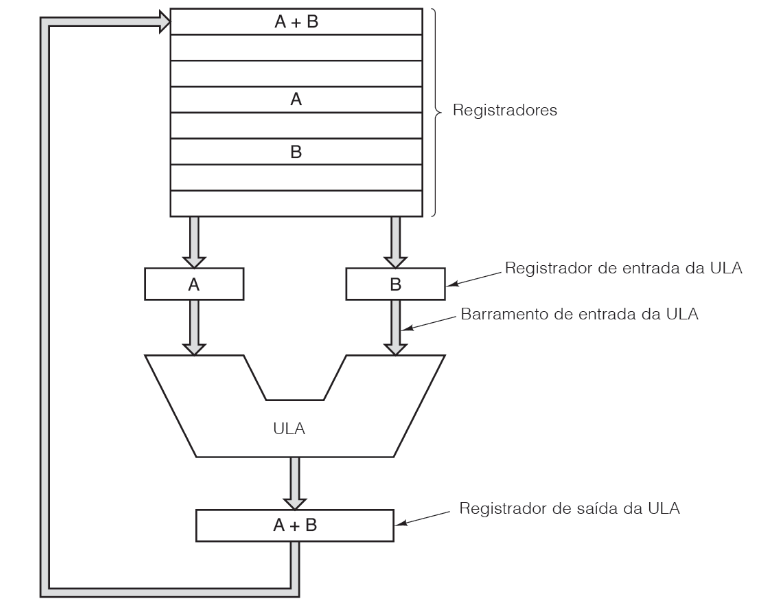 A + B
A
Registradores
B
A
B
Registrador de entrada da ULA
Barramento de entrada da ULA
ULA
A + B
Registrador de saída da ULA